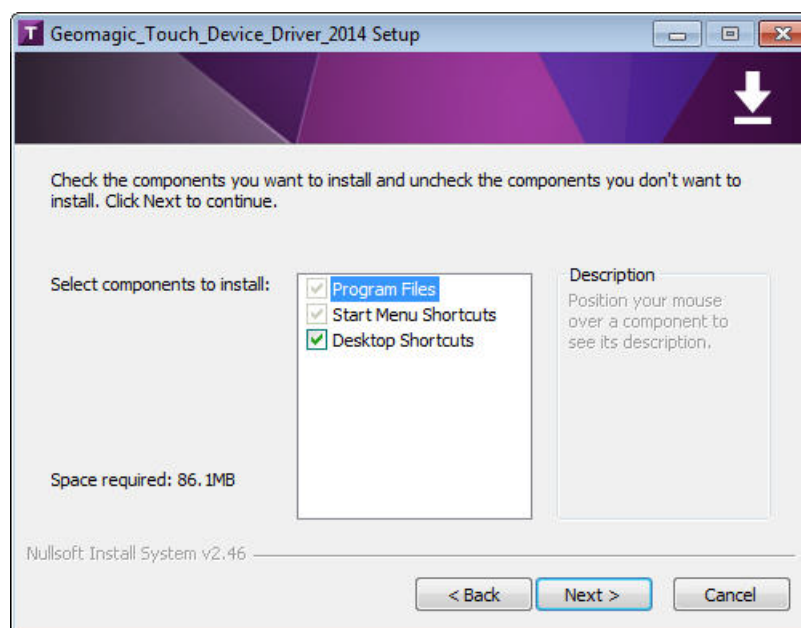 Geomagic_Touch_Device_Driver_2014 Setup
Check the components you want to install and uncheck the components you don't want to
install. Click Next to continue.
Select components to install:
Program Files
Start Menu Shortcuts
Desktop Shortcuts
Description
Position your mouse
over a component to
see its description.
Space required: 86.1MB
Nullsoft Install System v2.46
< Back
Next >
Cancel